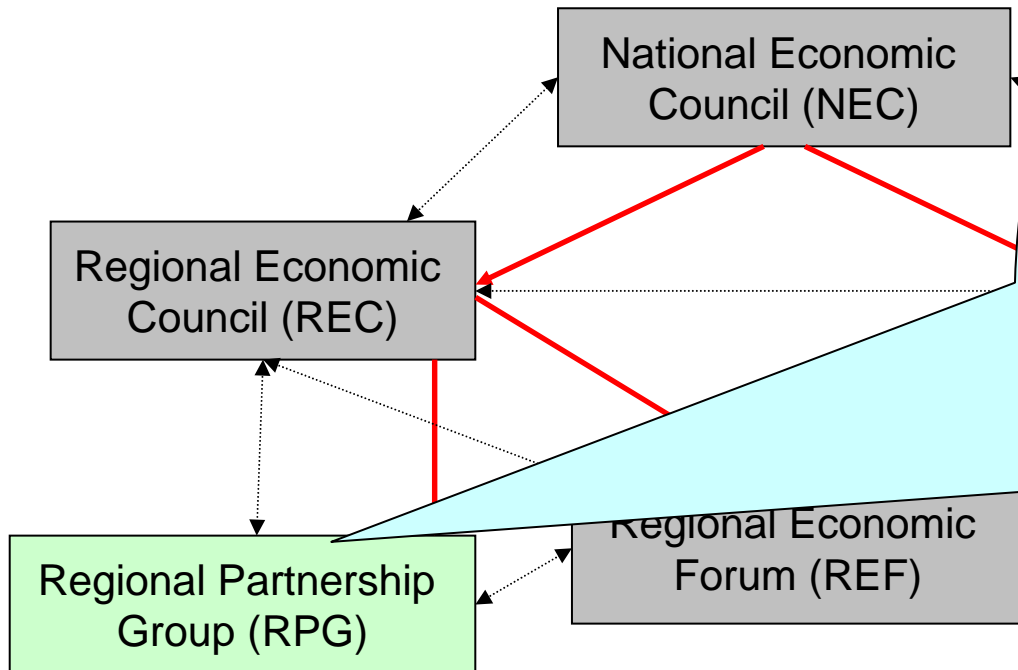 National Economic
Council (NEC)
Regional Economic
Council (REC)
Regional Economic
Forum (REF)
Regional Partnership
Group (RPG)